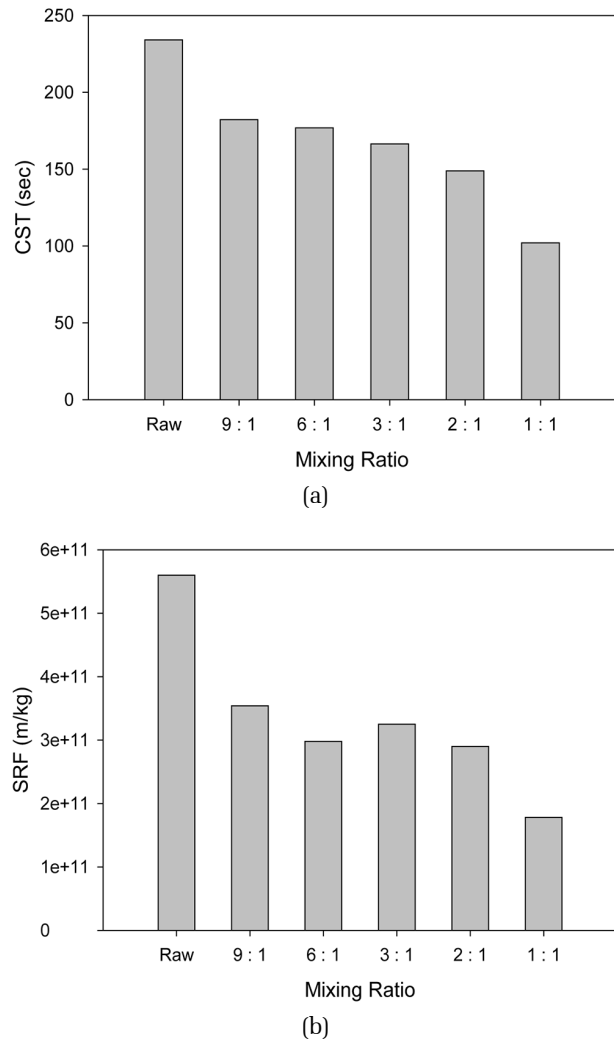 250
200
150
100
50
0
CST (sec)
Raw 9 : 1 6 : 1 3 : 1 2 : 1 1 : 1
Mixing Ratio
(a)
6e+11
5e+11
4e+11
3e+11
2e+11
1e+11
0
SRF (m/kg)
Raw 9 : 1 6 : 1 3 : 1 2 : 1 1 : 1
Mixing Ratio
(b)